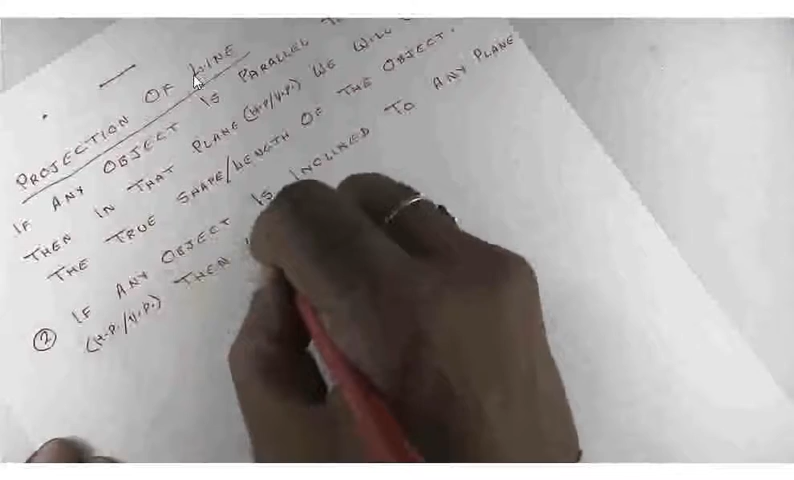 PROJECTION OF LINE
IF ANY OBJECT IS PARALLEL
THEN IN THAT PLANE (H.P/V.P.) WE WILL
THE TRUE SHAPE/LENGTH OF THE OBJECT.
② IF ANY OBJECT IS INCLINED TO ANY PLANE
(H.P./V.P.) THEN